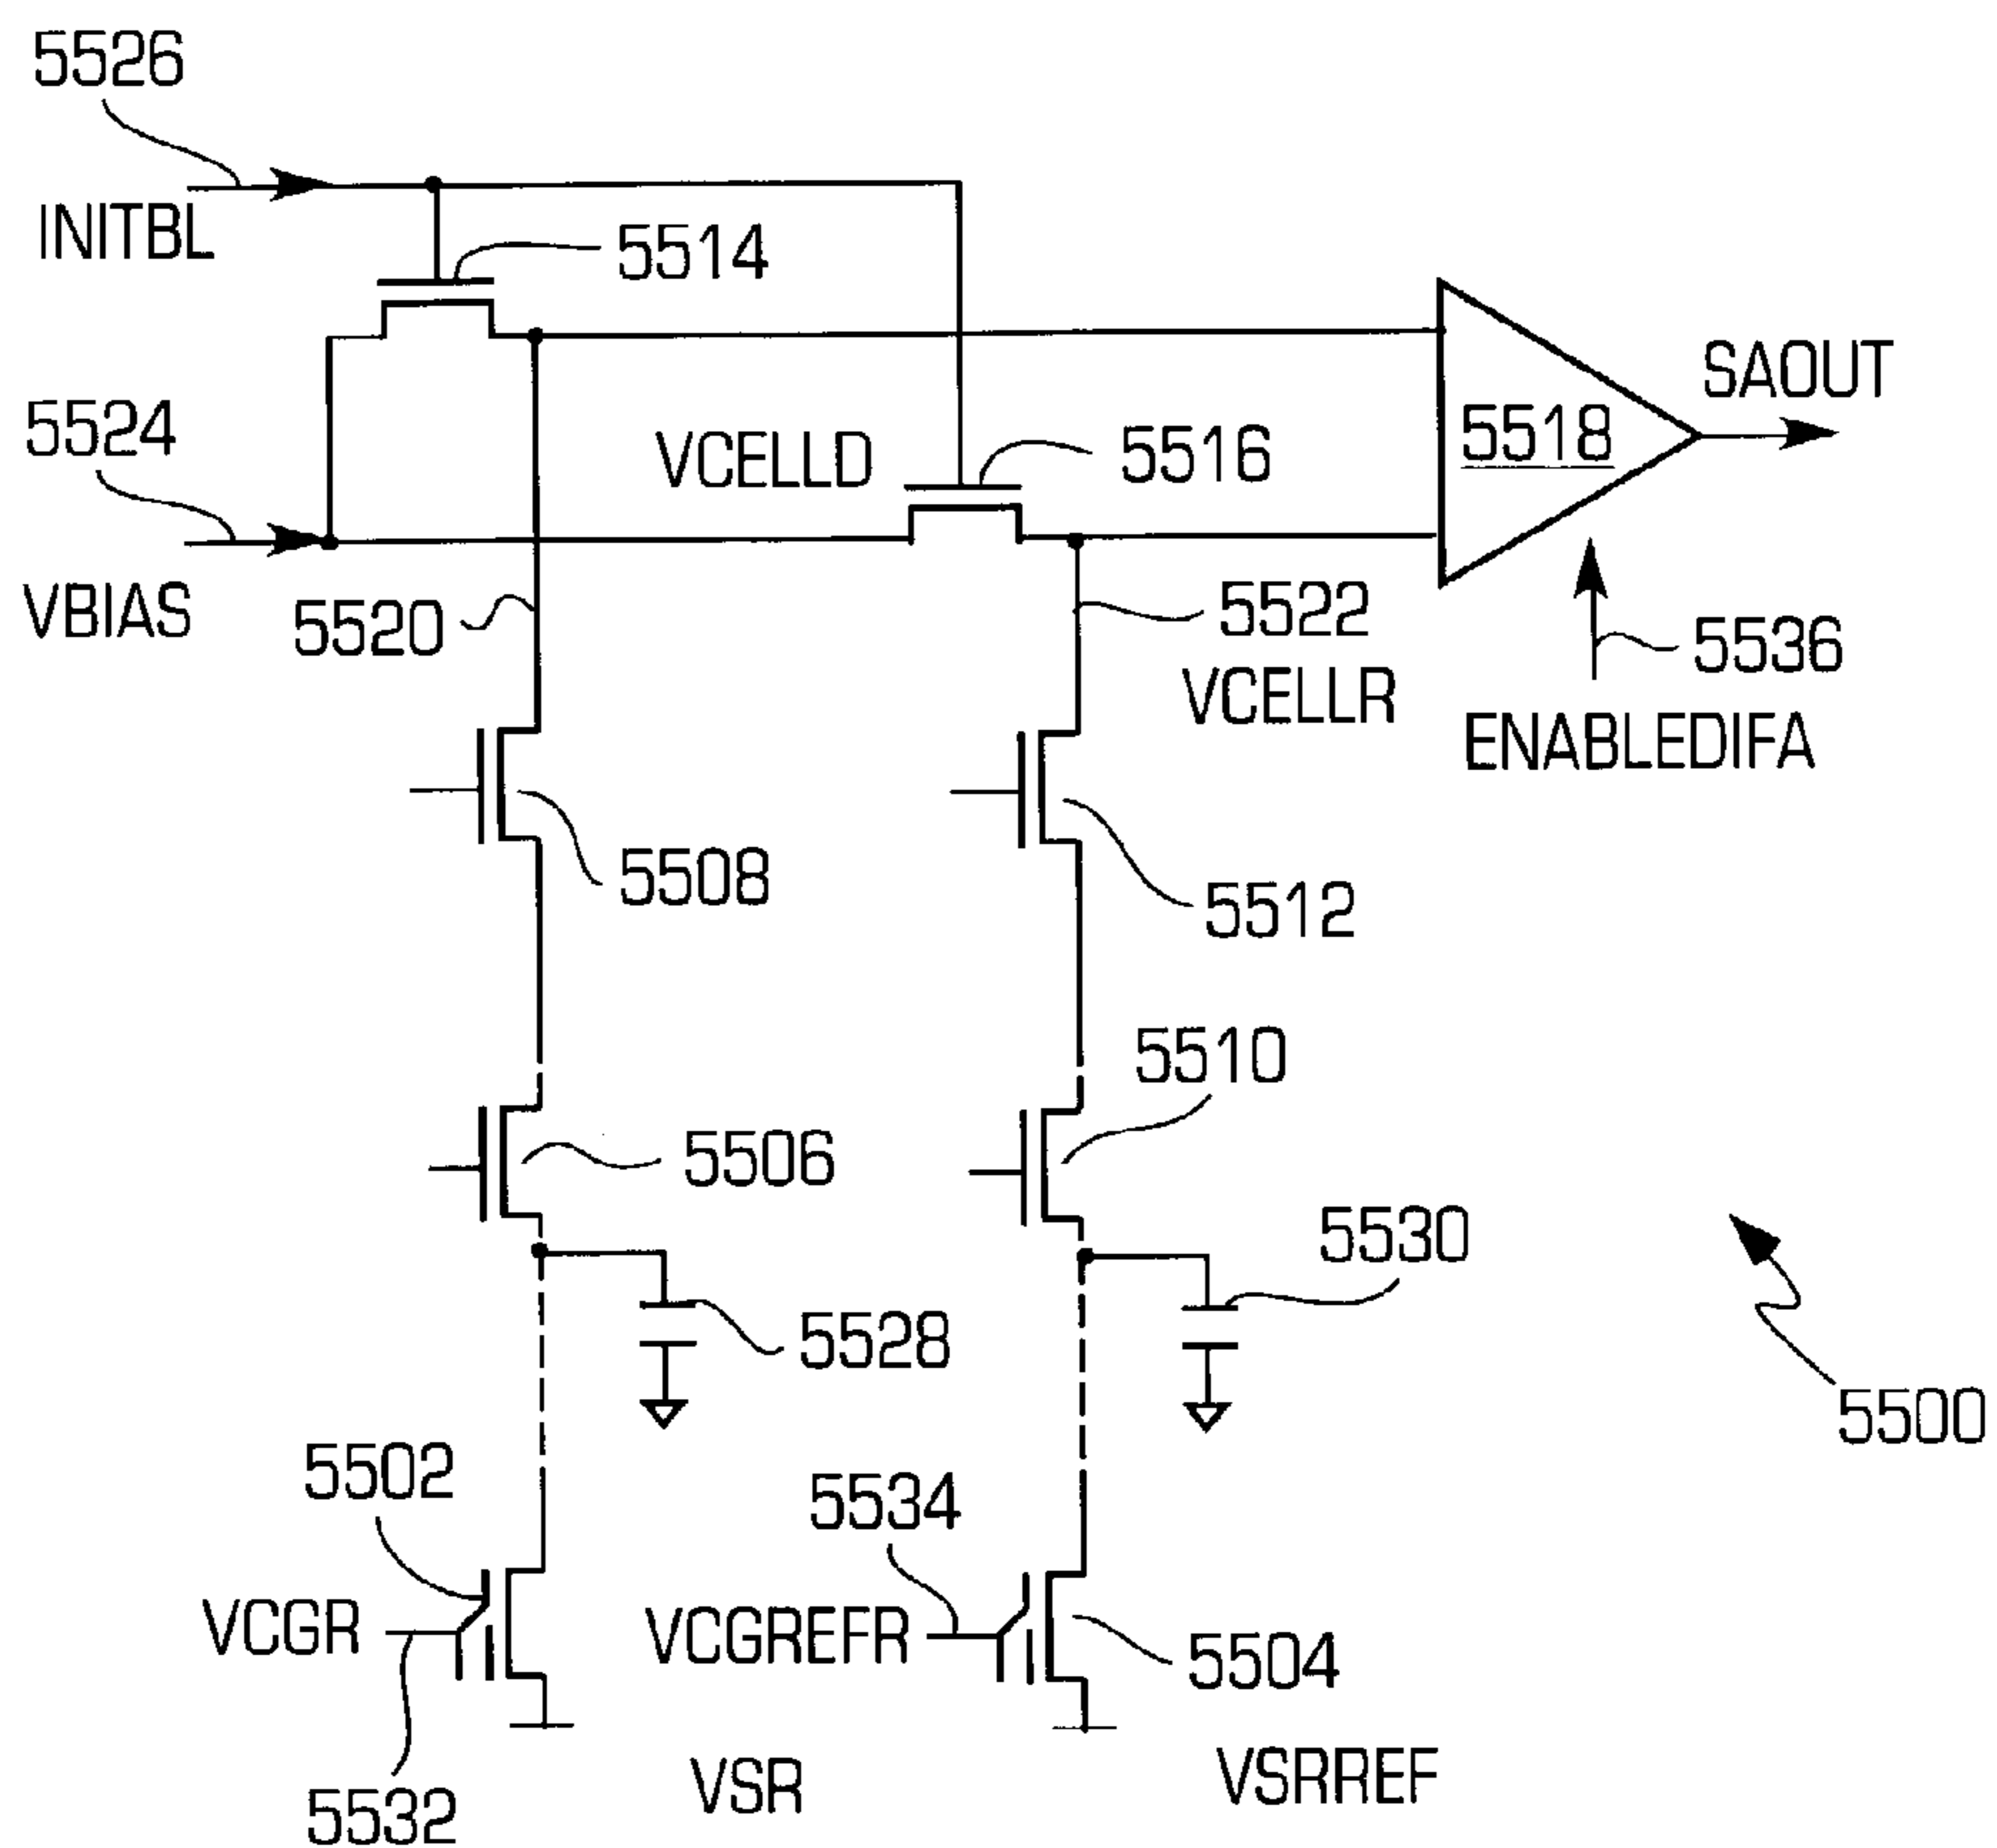 5526
INITBL
5514
5524
VBIAS
VCELLD
5516
5518
SAOUT
5520
5522
VCELLR
5536
ENABLEDIFA
5508
5512
5510
5506
5530
5528
5500
5502
5534
VCGR
VCGREFR
5504
5532
VSR
VSRREF